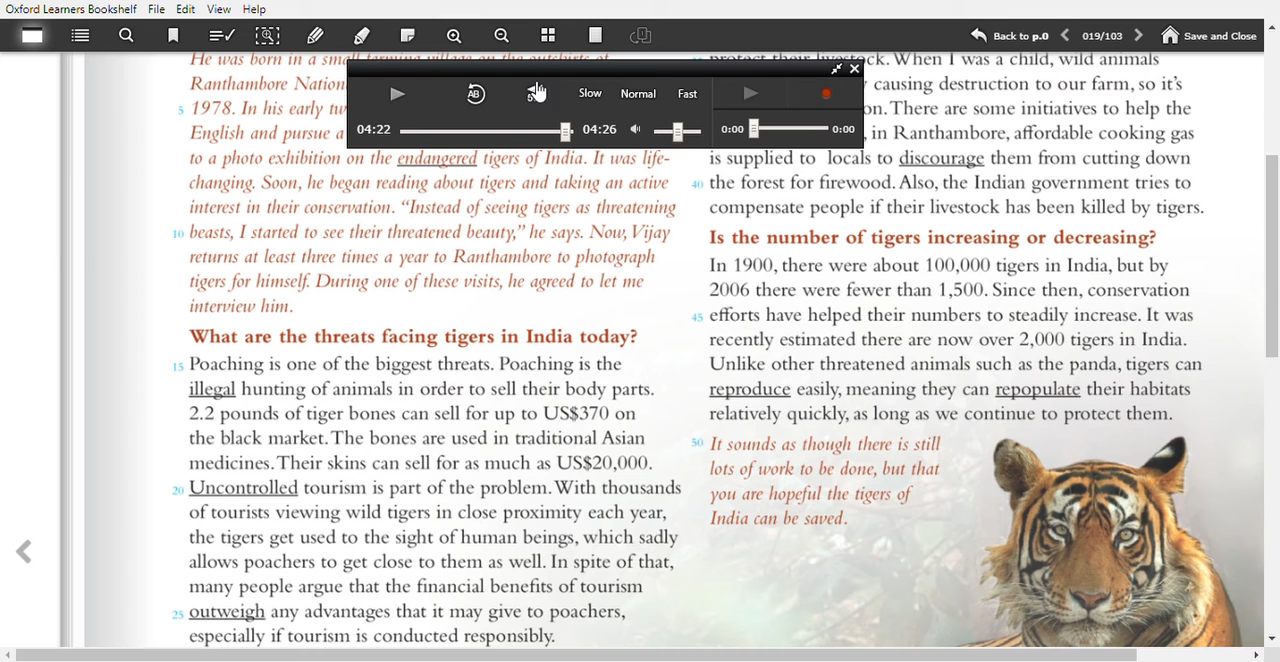 Oxford Learners Bookshelf File Edit View Help
Back to p.0 019/103 Save and Close
AB 5 Slow Normal Fast
04:22 04:26 0:00 0:00
He was born in a small farming village on the outskirts of
Ranthambore Nation
5 1978. In his early tw
English and pursue a
to a photo exhibition on the endangered tigers of India. It was life-
changing. Soon, he began reading about tigers and taking an active
interest in their conservation. “Instead of seeing tigers as threatening
10 beasts, I started to see their threatened beauty,” he says. Now, Vijay
returns at least three times a year to Ranthambore to photograph
tigers for himself. During one of these visits, he agreed to let me
interview him.
What are the threats facing tigers in India today?
15 Poaching is one of the biggest threats. Poaching is the
illegal hunting of animals in order to sell their body parts.
2.2 pounds of tiger bones can sell for up to US$370 on
the black market. The bones are used in traditional Asian
medicines. Their skins can sell for as much as US$20,000.
20 Uncontrolled tourism is part of the problem. With thousands
of tourists viewing wild tigers in close proximity each year,
the tigers get used to the sight of human beings, which sadly
allows poachers to get close to them as well. In spite of that,
many people argue that the financial benefits of tourism
25 outweigh any advantages that it may give to poachers,
especially if tourism is conducted responsibly.
protect their livestock. When I was a child, wild animals
causing destruction to our farm, so it’s
on. There are some initiatives to help the
, in Ranthambore, affordable cooking gas
is supplied to locals to discourage them from cutting down
40 the forest for firewood. Also, the Indian government tries to
compensate people if their livestock has been killed by tigers.
Is the number of tigers increasing or decreasing?
In 1900, there were about 100,000 tigers in India, but by
2006 there were fewer than 1,500. Since then, conservation
45 efforts have helped their numbers to steadily increase. It was
recently estimated there are now over 2,000 tigers in India.
Unlike other threatened animals such as the panda, tigers can
reproduce easily, meaning they can repopulate their habitats
relatively quickly, as long as we continue to protect them.
50 It sounds as though there is still
lots of work to be done, but that
you are hopeful the tigers of
India can be saved.